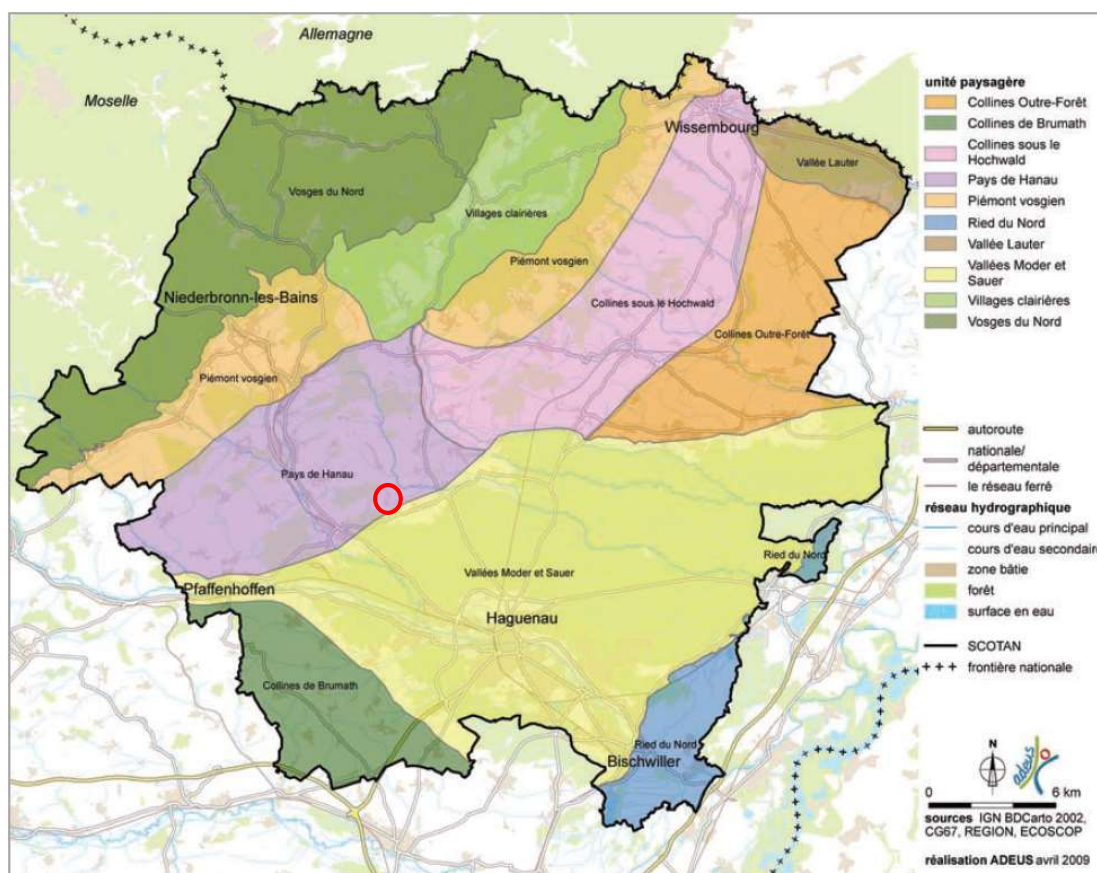 Allemagne
Moselle
Wissembourg
Vallée Lauter
Vosges du Nord
Villages clairières
Piémont vosgien
Niederbronn-les-Bains
Collines sous le Hochwald
Collines Outre-Forêt
Piémont vosgien
Pays de Hanau
Ried du Nord
Vallées Moder et Sauer
Pfaffenhoffen
Haguenau
Collines de Brumath
Ried du Nord
Bischwiller
unité paysagère
Collines Outre-Forêt
Collines de Brumath
Collines sous le
Hochwald
Pays de Hanau
Piémont vosgien
Ried du Nord
Vallée Lauter
Vallées Moder et
Sauer
Villages clairières
Vosges du Nord
autoroute
nationale/
départementale
le réseau ferré
réseau hydrographique
cours d'eau principal
cours d'eau secondaire
zone bâtie
forêt
surface en eau
SCOTAN
frontière nationale
N
adeus
0 6 km
sources IGN BDCarto 2002,
CG67, REGION, ECOSCOP
réalisation ADEUS avril 2009